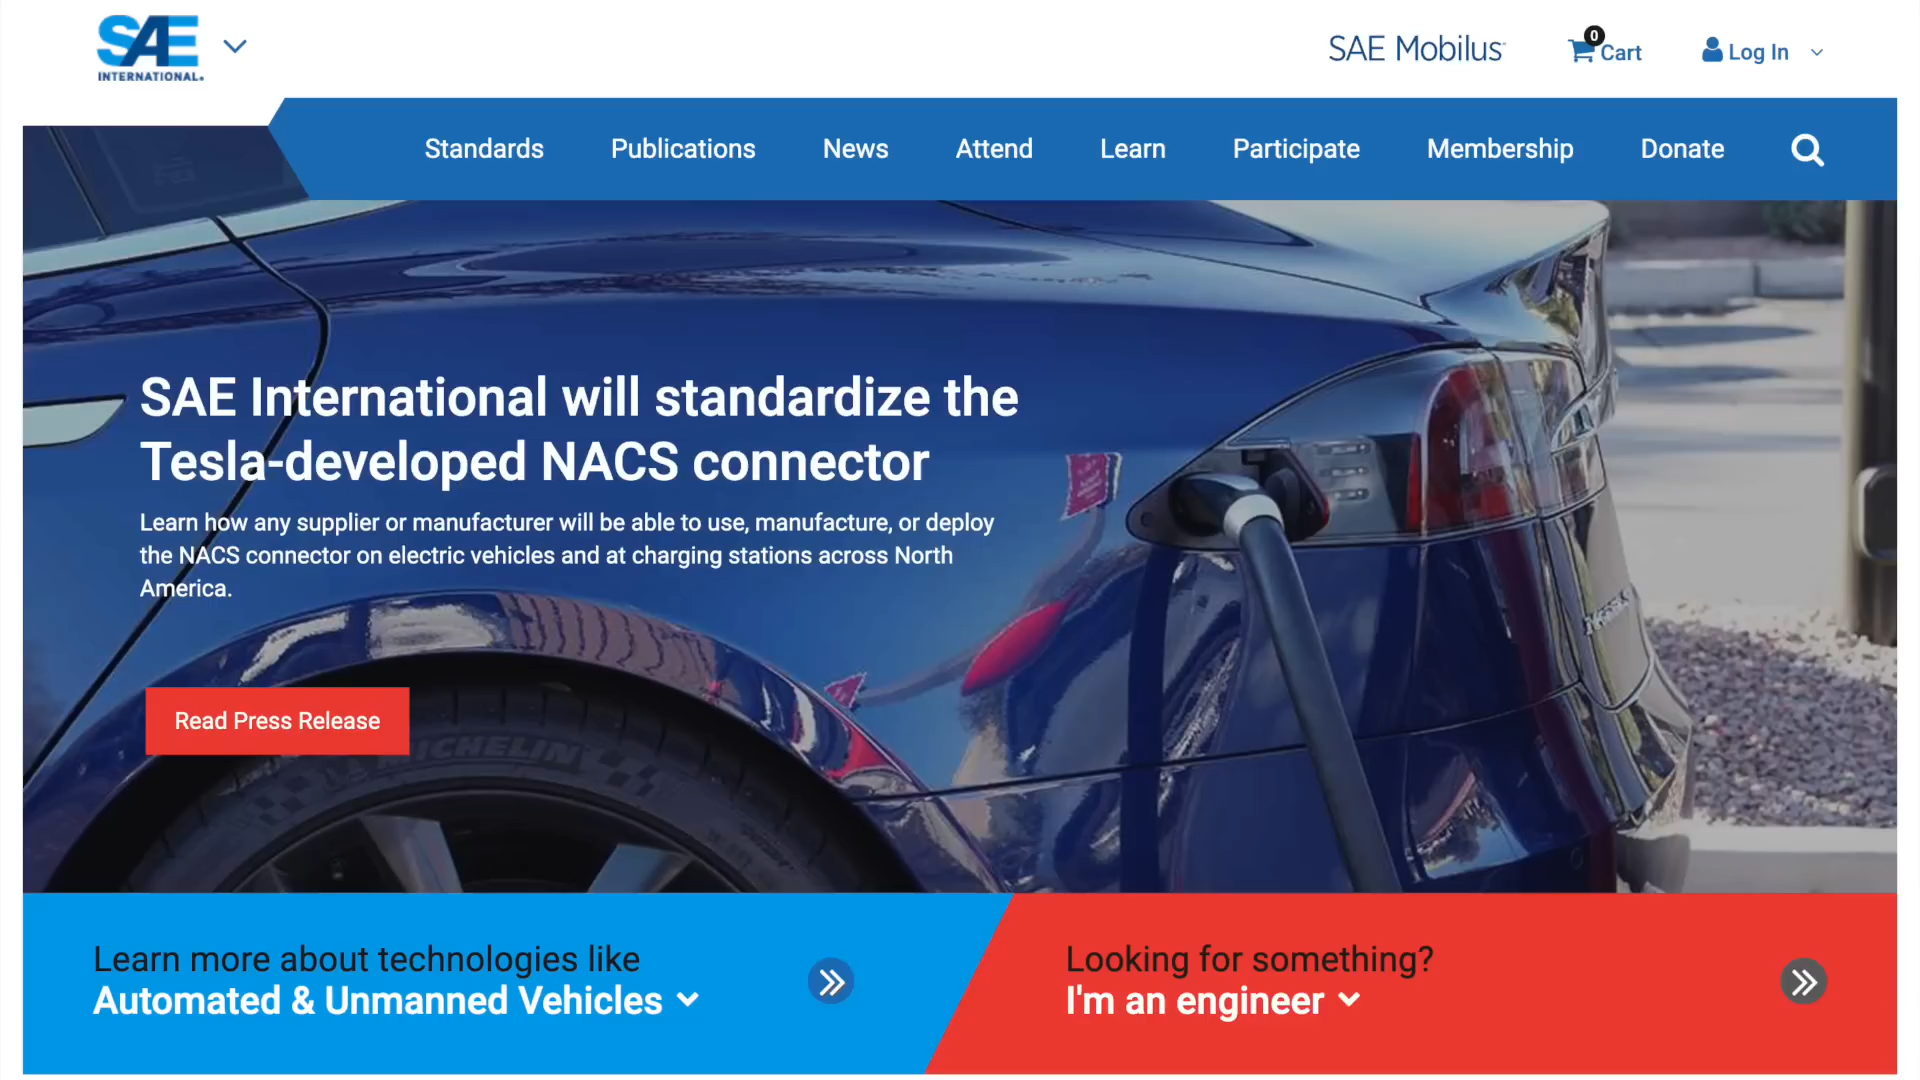 SAE
INTERNATIONAL®
SAE Mobilus
0
Cart
Log In
Standards
Publications
News
Attend
Learn
Participate
Membership
Donate
SAE International will standardize the
Tesla-developed NACS connector
Learn how any supplier or manufacturer will be able to use, manufacture, or deploy
the NACS connector on electric vehicles and at charging stations across North
America.
Read Press Release
MICHELIN
Learn more about technologies like
Automated & Unmanned Vehicles
Looking for something?
I'm an engineer